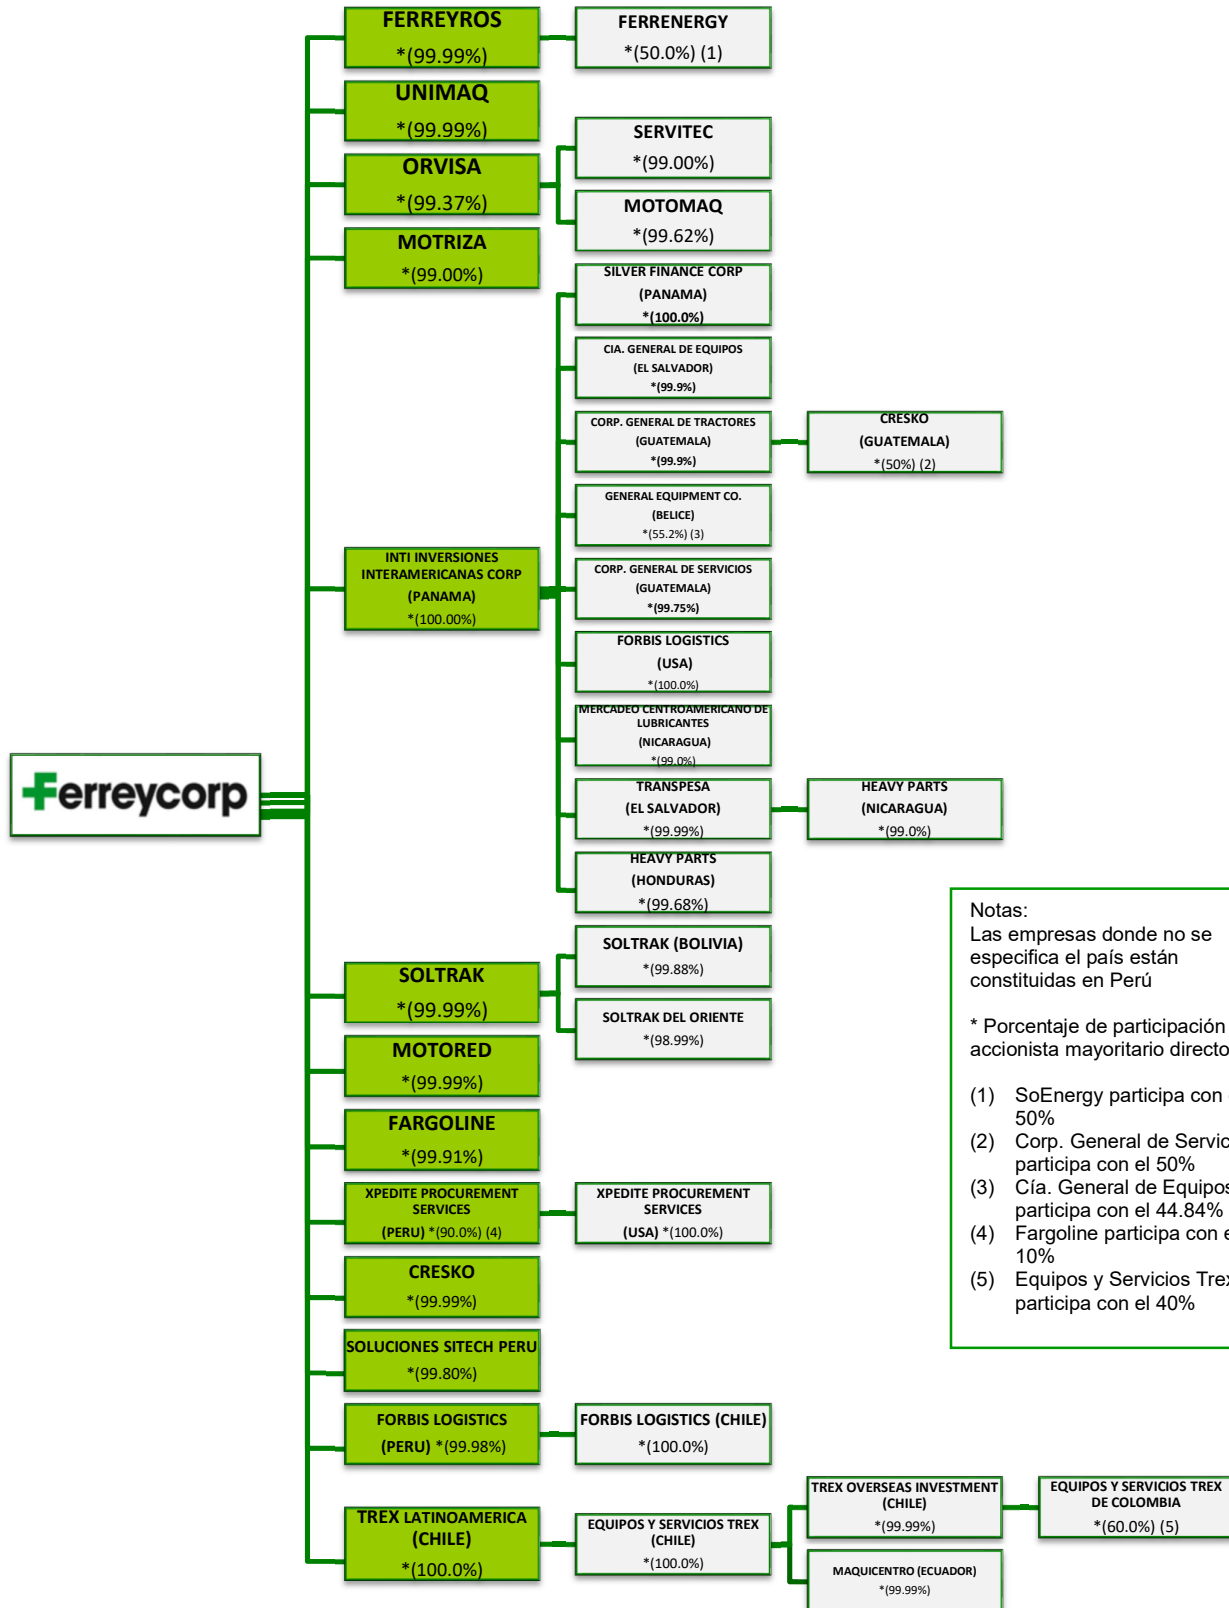 FERREYROS
*(99.99%)
FERRENERGY
*(50.0%) (1)
UNIMAQ
*(99.99%)
ORVISA
*(99.37%)
SERVITEC
*(99.00%)
MOTOMAQ
*(99.62%)
MOTRIZA
*(99.00%)
SILVER FINANCE CORP
(PANAMA)
*(100.0%)
CIA. GENERAL DE EQUIPOS
(EL SALVADOR)
*(99.9%)
CORP. GENERAL DE TRACTORES
(GUATEMALA)
*(99.9%)
CRESKO
(GUATEMALA)
*(50%) (2)
GENERAL EQUIPMENT CO.
(BELICE)
*(55.2%) (3)
INTI INVERSIONES
INTERAMERICANAS CORP
(PANAMA)
*(100.00%)
CORP. GENERAL DE SERVICIOS
(GUATEMALA)
*(99.75%)
FORBIS LOGISTICS
(USA)
*(100.0%)
MERCADEO CENTROAMERICANO DE
LUBRICANTES
(NICARAGUA)
*(99.0%)
Ferreycorp
TRANSPESA
(EL SALVADOR)
*(99.99%)
HEAVY PARTS
(NICARAGUA)
*(99.0%)
HEAVY PARTS
(HONDURAS)
*(99.68%)
SOLTRAK
*(99.99%)
SOLTRAK (BOLIVIA)
*(99.88%)
SOLTRAK DEL ORIENTE
*(98.99%)
MOTORED
*(99.99%)
FARGOLINE
*(99.91%)
XPEDITE PROCUREMENT
SERVICES
(PERU) *(90.0%) (4)
XPEDITE PROCUREMENT
SERVICES
(USA) *(100.0%)
CRESKO
*(99.99%)
SOLUCIONES SITECH PERU
*(99.80%)
FORBIS LOGISTICS
(PERU) *(99.98%)
FORBIS LOGISTICS (CHILE)
*(100.0%)
TREX LATINOAMERICA
(CHILE)
*(100.0%)
EQUIPOS Y SERVICIOS TREX
(CHILE)
*(100.0%)
TREX OVERSEAS INVESTMENT
(CHILE)
*(99.99%)
EQUIPOS Y SERVICIOS TREX
DE COLOMBIA
*(60.0%) (5)
MAQUICENTRO (ECUADOR)
*(99.99%)
Notas:
Las empresas donde no se
especifica el país están
constituidas en Perú
* Porcentaje de participación
accionista mayoritario directo
(1) SoEnergy participa con
50%
(2) Corp. General de
participa con el 50%
(3) Cía. General de Equipos
participa con el 44.84%
(4) Fargoline participa con
10%
(5) Equipos y Servicios Trex
participa con el 40%